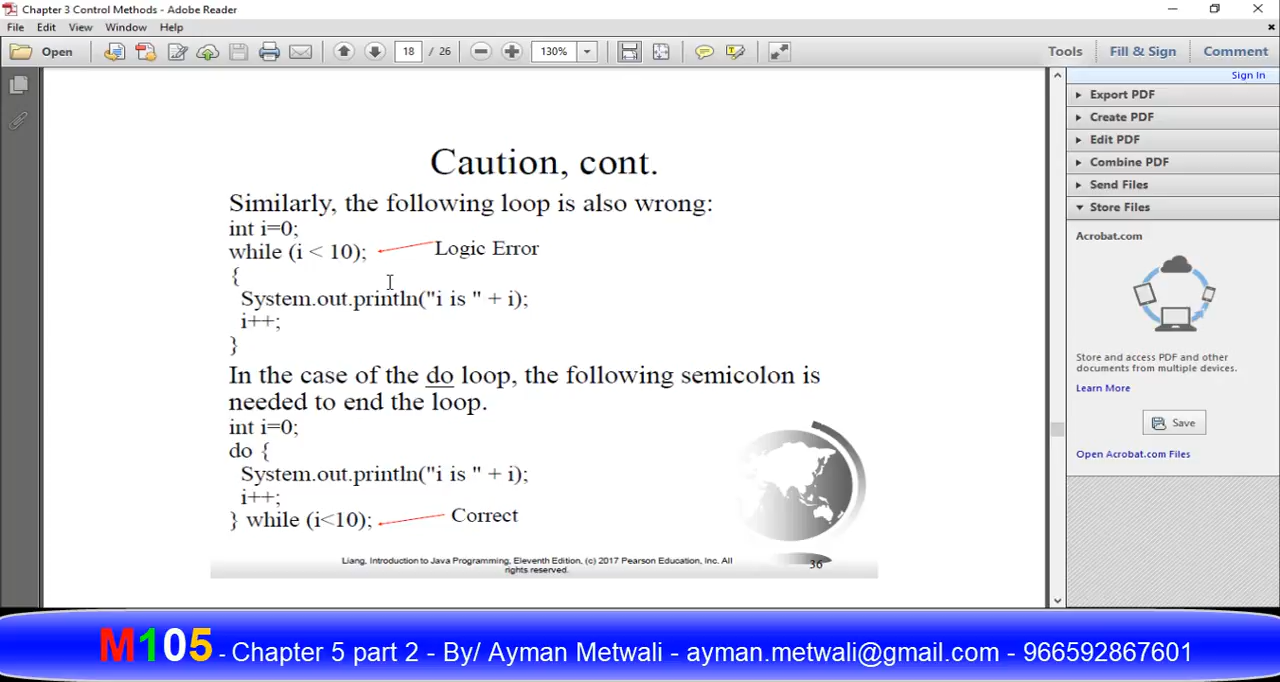 Chapter 3 Control Methods - Adobe Reader
File Edit View Window Help
Open 18 / 26 130% Tools Fill & Sign Comment
Sign In
Export PDF
Create PDF
Edit PDF
Combine PDF
Send Files
Store Files
Acrobat.com
Store and access PDF and other
documents from multiple devices.
Learn More
Save
Open Acrobat.com Files
Caution, cont.
Similarly, the following loop is also wrong:
int i=0;
while (i < 10); Logic Error
{
System.out.println("i is " + i);
i++;
}
In the case of the do loop, the following semicolon is
needed to end the loop.
int i=0;
do {
System.out.println("i is " + i);
i++;
} while (i<10); Correct
Liang, Introduction to Java Programming, Eleventh Edition, (c) 2017 Pearson Education, Inc. All
rights reserved.
36
M105 - Chapter 5 part 2 - By/ Ayman Metwali - ayman.metwali@gmail.com - 966592867601